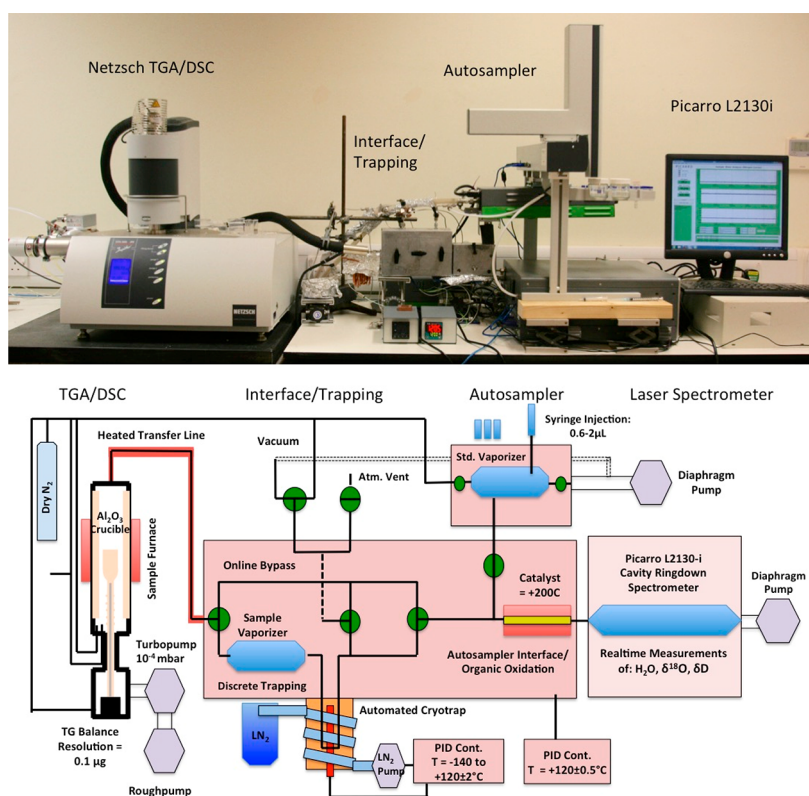 Netzsch TGA/DSC
Autosampler
Picarro L2130i
Interface/
Trapping
NETZSCH
TGA/DSC
Interface/Trapping
Autosampler
Laser Spectrometer
Heated Transfer Line
Vacuum
Atm. Vent
Syringe Injection:
0.6-2µL
Std. Vaporizer
Diaphragm
Pump
Dry N₂
Al₂O₃
Crucible
Sample Furnace
Online Bypass
Catalyst
= +200C
Picarro L2130-i
Cavity Ringdown
Spectrometer
Diaphragm
Pump
Sample
Vaporizer
Autosampler Interface/
Organic Oxidation
Realtime Measurements
of: H₂O, δ¹⁸O, δD
Discrete Trapping
Turbopump
10⁻⁴ mbar
TG Balance
Resolution =
0.1 µg
Roughpump
Automated Cryotrap
LN₂
LN₂
Pump
PID Cont.
T = -140 to
+120±2°C
PID Cont.
T = +120±0.5°C